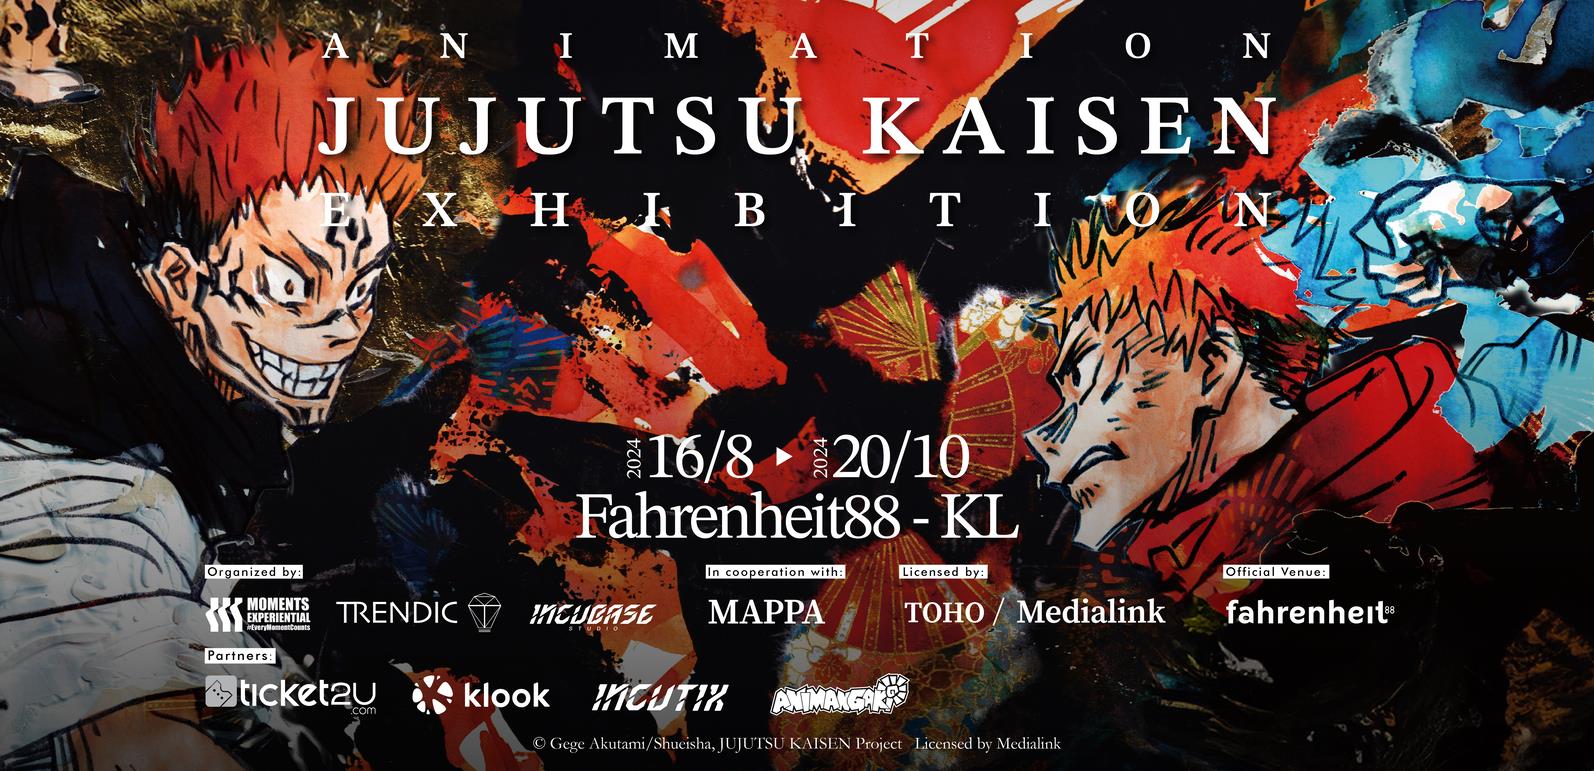 ANIMATION
JUJUTSU KAISEN
EXHIBITION
2024 16/8 ▶ 2024 20/10
Fahrenheit88 - KL
Organized by:
MOMENTS
EXPERIENTIAL
#EveryMomentCounts
TRENDIC
INCUBASE
STUDIO
In cooperation with:
MAPPA
Licensed by:
TOHO / Medialink
Official Venue:
fahrenheit88
Partners:
ticket2U
.com
klook
INCUTIX
ANIMANGAKI
© Gege Akutami/Shueisha, JUJUTSU KAISEN Project Licensed by Medialink